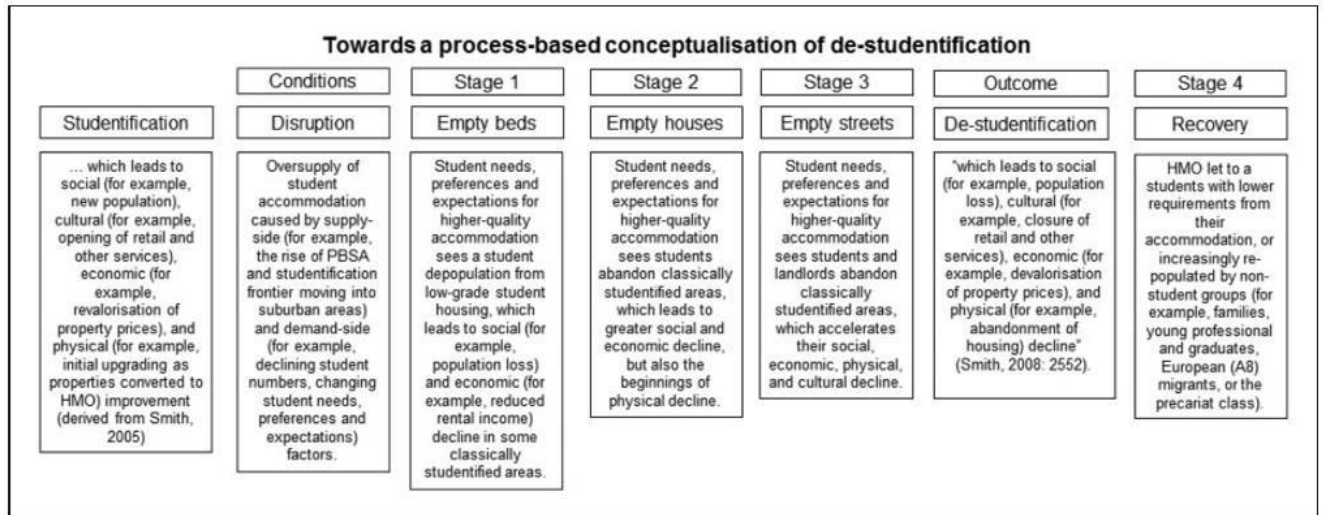 Towards a process-based conceptualisation of de-studentification
Conditions
Stage 1
Stage 2
Stage 3
Outcome
Stage 4
Studentification
Disruption
Empty beds
Empty houses
Empty streets
De-studentification
Recovery
... which leads to
social (for example,
new population),
cultural (for example,
opening of retail and
other services),
economic (for
example,
revalorisation of
property prices), and
physical (for example,
initial upgrading as
properties converted to
HMO) improvement
(derived from Smith,
2005)
Oversupply of
student
accommodation
caused by supply-
side (for example,
the rise of PBSA
and studentification
frontier moving into
suburban areas)
and demand-side
(for example,
declining student
numbers, changing
student needs,
preferences and
expectations)
factors.
Student needs,
preferences and
expectations for
higher-quality
accommodation
sees a student
depopulation from
low-grade student
housing, which
leads to social (for
example,
population loss)
and economic (for
example, reduced
rental income)
decline in some
classically
studentified areas.
Student needs,
preferences and
expectations for
higher-quality
accommodation
sees students
abandon classically
studentified areas,
which leads to
greater social and
economic decline,
but also the
beginnings of
physical decline.
Student needs,
preferences and
expectations for
higher-quality
accommodation
sees students and
landlords abandon
classically
studentified areas,
which accelerates
their social,
economic, physical,
and cultural decline.
"which leads to social
(for example, population
loss), cultural (for
example, closure of
retail and other
services), economic (for
example, devalorisation
of property prices), and
physical (for example,
abandonment of
housing) decline"
(Smith, 2008: 2552).
HMO let to a
students with lower
requirements from
their
accommodation, or
increasingly re-
populated by non-
student groups (for
example, families,
young professional
and graduates,
European (A8)
migrants, or the
precariat class).